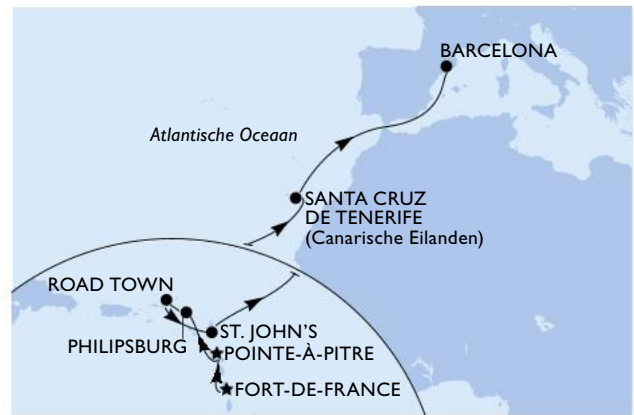 BARCELONA
Atlantische Oceaan
SANTA CRUZ
DE TENERIFE
(Canarische Eilanden)
ROAD TOWN
ST. JOHN'S
PHILIPSBURG
POINTE-À-PITRE
FORT-DE-FRANCE